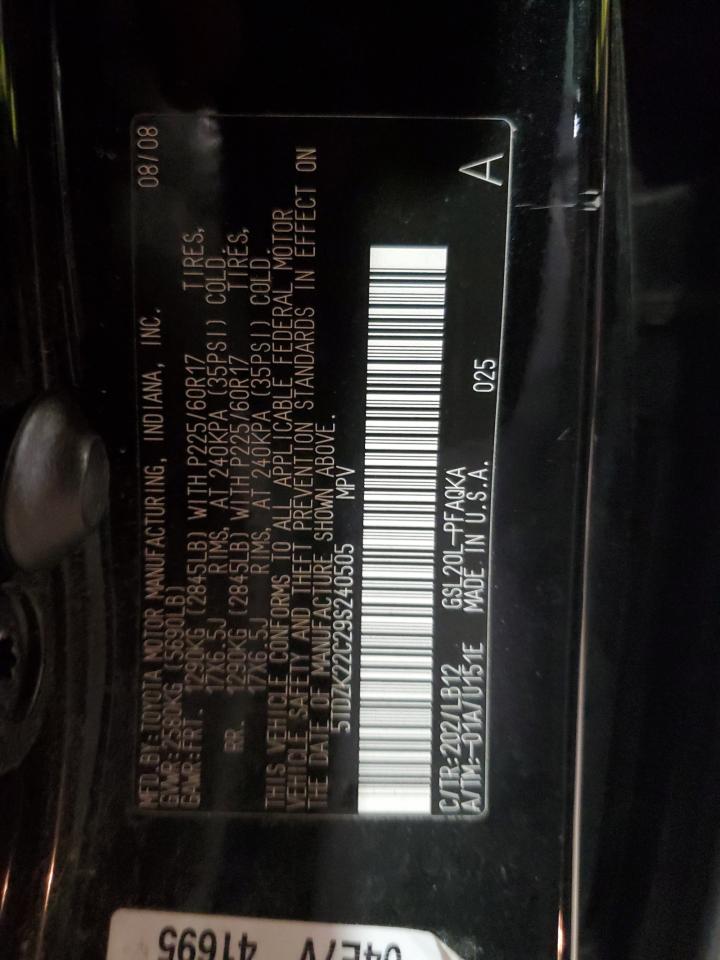 MFD.BY:TOYOTA MOTOR MANUFACTURING, INDIANA, INC. 08/08
GVWR:2580KG (5690LB)
GAWR:FRT. 1290KG (2845LB) WITH P225/60R17 TIRES,
17X6.5J RIMS, AT 240KPA (35PSI) COLD.
RR. 1290KG (2845LB) WITH P225/60R17 TIRES,
17X6.5J RIMS, AT 240KPA (35PSI) COLD.
THIS VEHICLE CONFORMS TO ALL APPLICABLE FEDERAL MOTOR
VEHICLE SAFETY AND THEFT PREVENTION STANDARDS IN EFFECT ON
THE DATE OF MANUFACTURE SHOWN ABOVE.
5TDZK22C29S240505 MPV
C/TR:202/LB12 GSL20L-PFAQKA
A/TM:-01A/U151E MADE IN U.S.A. 025 A
04E7V 41695